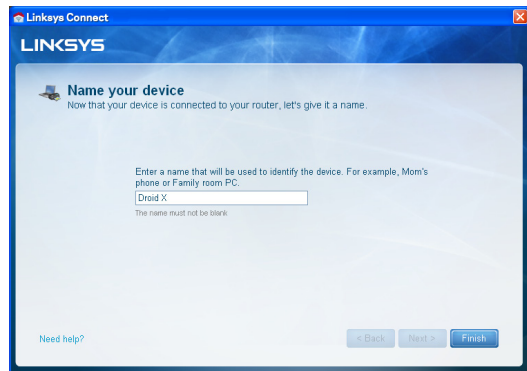 Linksys Connect
LINKSYS
Name your device
Now that your device is connected to your router, let's give it a name.
Enter a name that will be used to identify the device. For example, Mom's
phone or Family room PC.
Droid X
The name must not be blank
Need help?
< Back
Next >
Finish